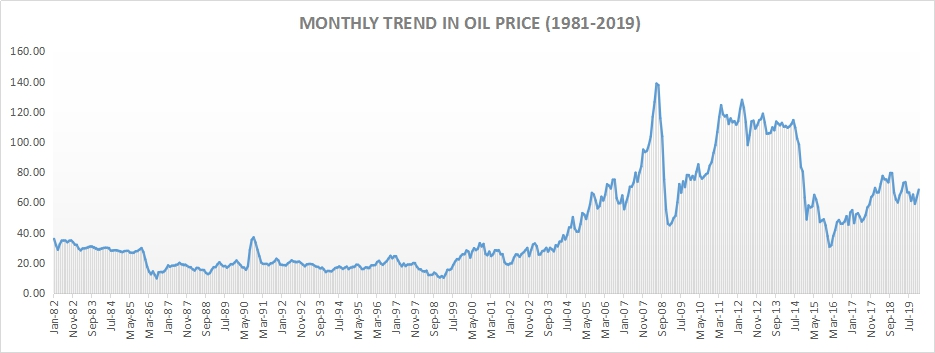 MONTHLY TREND IN OIL PRICE (1981-2019)
160.00
140.00
120.00
100.00
80.00
60.00
40.00
20.00
0.00
Jan-82
Nov-82
Sep-83
Jul-84
May-85
Mar-86
Jan-87
Nov-87
Sep-88
Jul-89
May-90
Mar-91
Jan-92
Nov-92
Sep-93
Jul-94
May-95
Mar-96
Jan-97
Nov-97
Sep-98
Jul-99
May-00
Mar-01
Jan-02
Nov-02
Sep-03
Jul-04
May-05
Mar-06
Jan-07
Nov-07
Sep-08
Jul-09
May-10
Mar-11
Jan-12
Nov-12
Sep-13
Jul-14
May-15
Mar-16
Jan-17
Nov-17
Sep-18
Jul-19